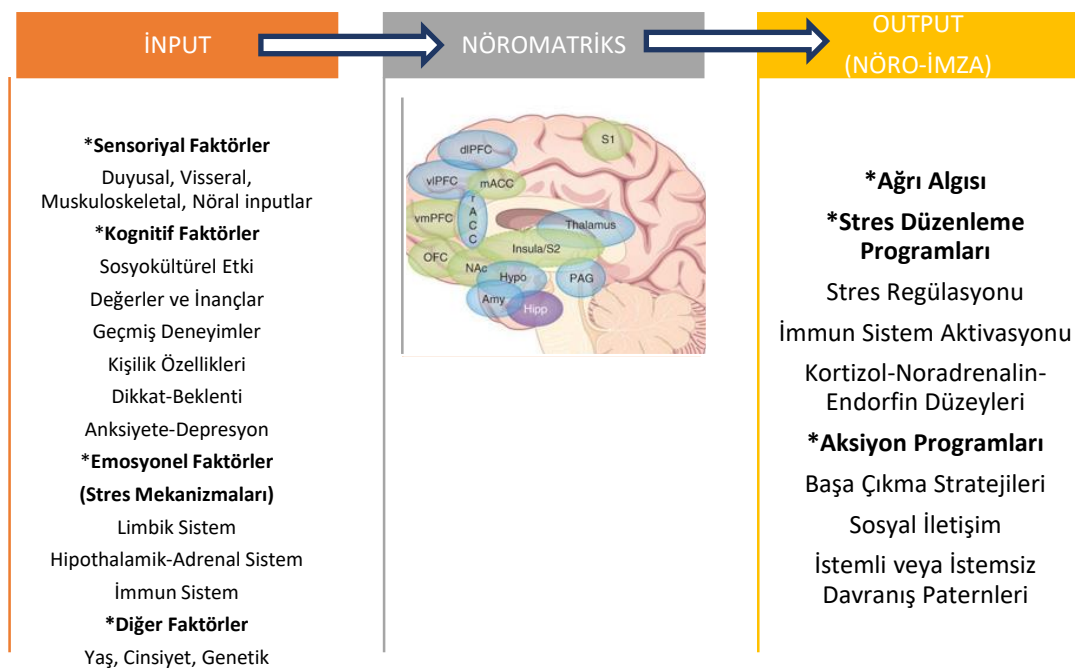 İNPUT
*Sensoriyal Faktörler
Duyusal, Visseral,
Muskuloskeletal, Nöral inputlar
*Kognitif Faktörler
Sosyokültürel Etki
Değerler ve İnançlar
Geçmiş Deneyimler
Kişilik Özellikleri
Dikkat-Beklenti
Anksiyete-Depresyon
*Emosyonel Faktörler
(Stres Mekanizmaları)
Limbik Sistem
Hipothalamik-Adrenal Sistem
İmmun Sistem
*Diğer Faktörler
Yaş, Cinsiyet, Genetik
NÖROMATRİKS
S1
dlPFC
vlPFC
mACC
rACC
vmPFC
Thalamus
Insula/S2
OFC
NAc
Hypo
PAG
Amy
Hipp
OUTPUT
(NÖRO-İMZA)
*Ağrı Algısı
*Stres Düzenleme
Programları
Stres Regülasyonu
İmmun Sistem Aktivasyonu
Kortizol-Noradrenalin-
Endorfin Düzeyleri
*Aksiyon Programları
Başa Çıkma Stratejileri
Sosyal İletişim
İstemli veya İstemsiz
Davranış Paternleri